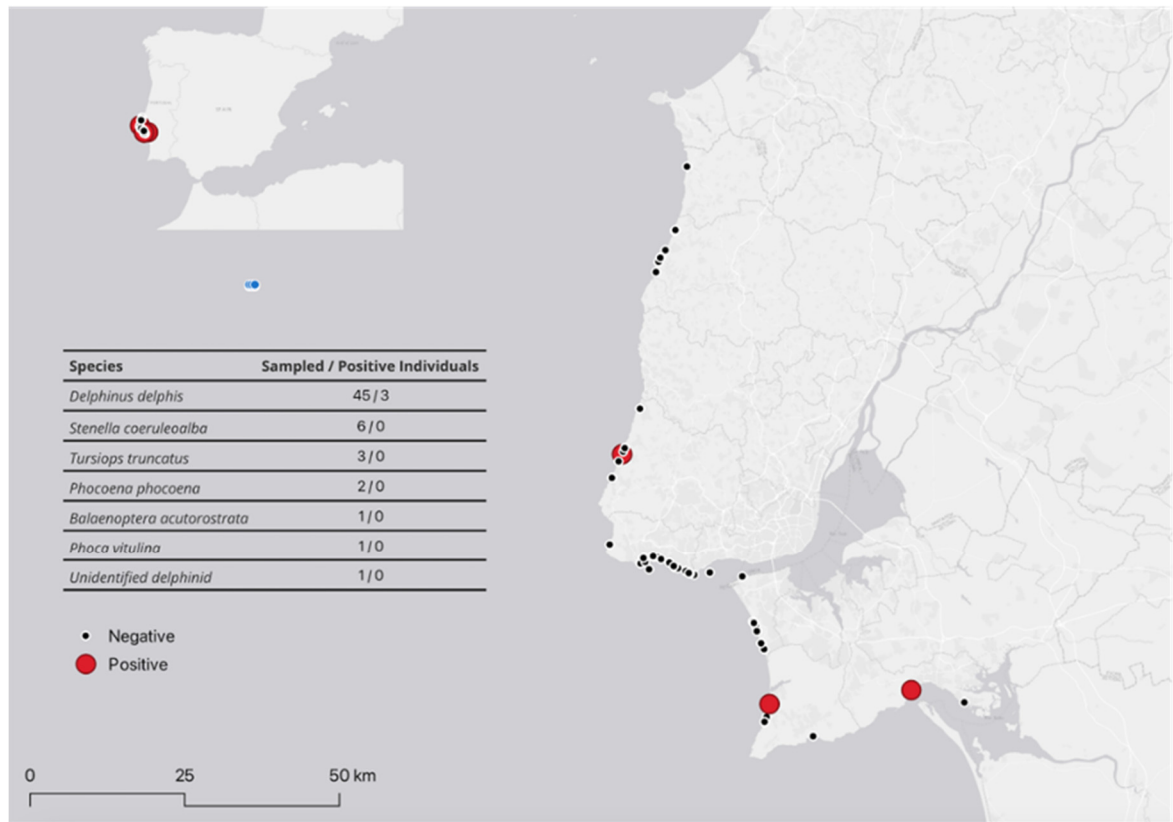 SPAIN
Species Sampled / Positive Individuals
Delphinus delphis 45/3
Stenella coeruleoalba 6/0
Tursiops truncatus 3/0
Phocoena phocoena 2/0
Balaenoptera acutorostrata 1/0
Phoca vitulina 1/0
Unidentified delphinid 1/0
Negative
Positive
0 25 50 km